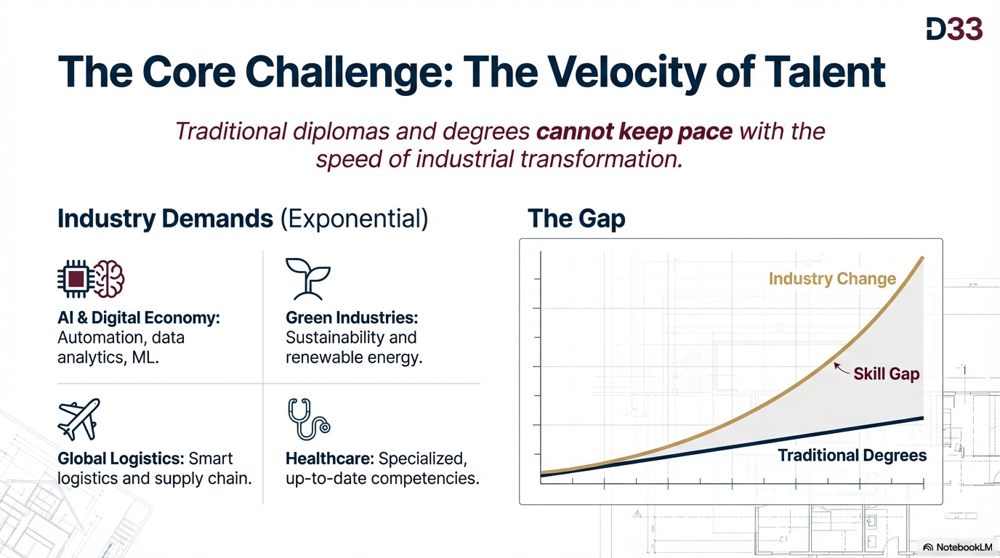 D33
The Core Challenge: The Velocity of Talent
Traditional diplomas and degrees cannot keep pace with the
speed of industrial transformation.
Industry Demands (Exponential)
AI & Digital Economy:
Automation, data
analytics, ML.
Green Industries:
Sustainability and
renewable energy.
Global Logistics: Smart
logistics and supply chain.
Healthcare: Specialized,
up-to-date competencies.
The Gap
Industry Change
Skill Gap
Traditional Degrees
NotebookLM